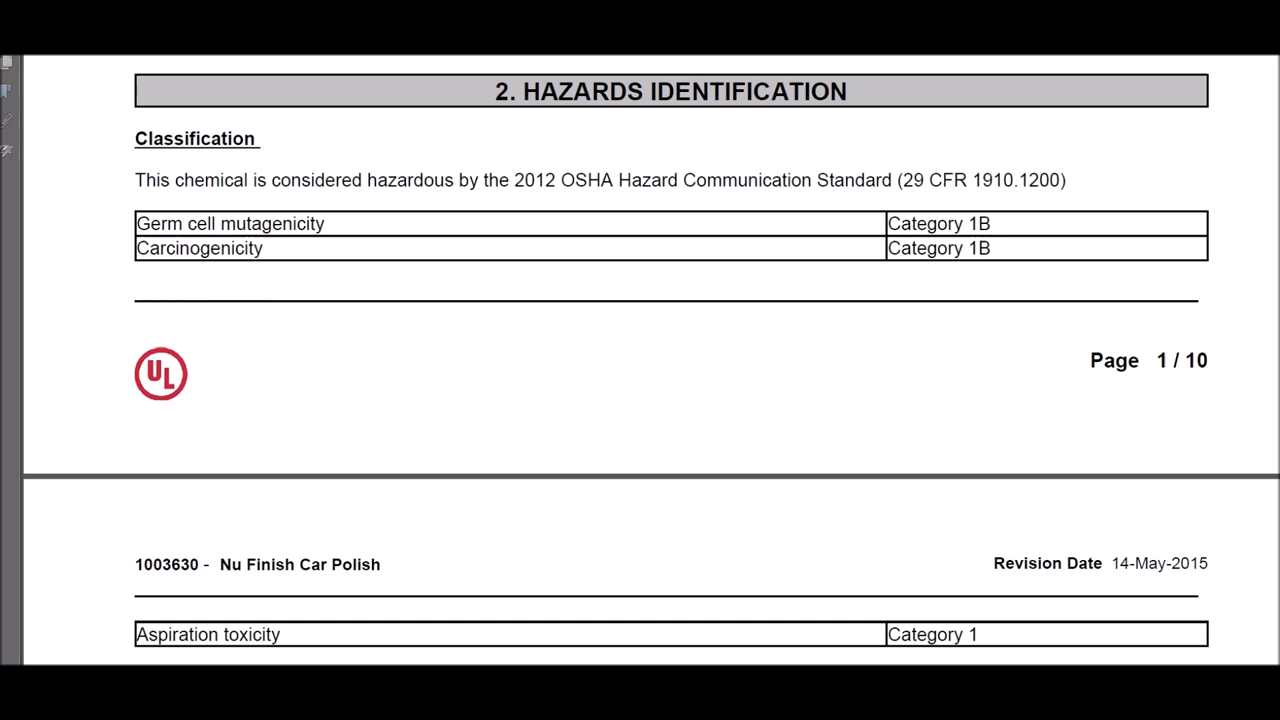 2. HAZARDS IDENTIFICATION
Classification
This chemical is considered hazardous by the 2012 OSHA Hazard Communication Standard (29 CFR 1910.1200)
Germ cell mutagenicity Category 1B
Carcinogenicity Category 1B
UL
Page 1 / 10
1003630 - Nu Finish Car Polish Revision Date 14-May-2015
Aspiration toxicity Category 1